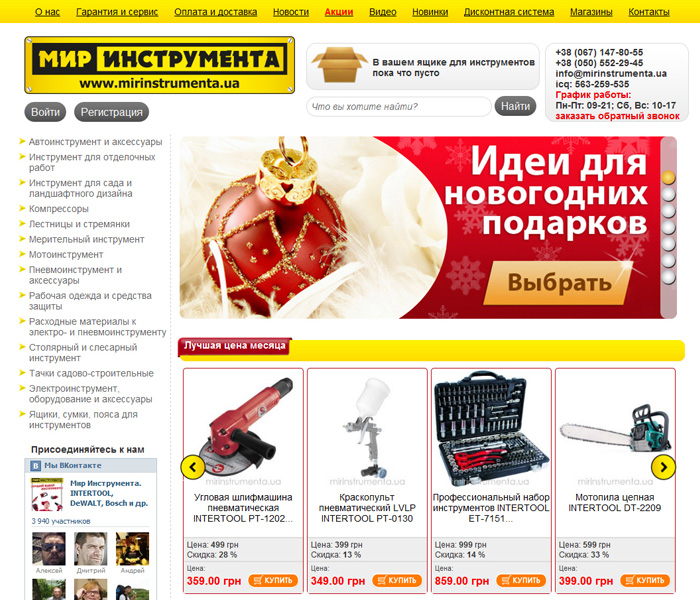 О нас Гарантия и сервис Оплата и доставка Новости Акции Видео Новинки Дисконтная система Магазины Контакты
МИР ИНСТРУМЕНТА
www.mirinstrumenta.ua
В вашем ящике для инструментов
пока что пусто
Что вы хотите найти?
Найти
+38 (067) 147-80-55
+38 (050) 552-29-45
info@mirinstrumenta.ua
icq: 563-259-535
График работы:
Пн-Пт: 09-21; Сб, Вс: 10-17
заказать обратный звонок
Войти Регистрация
Автоинструмент и аксессуары
Инструмент для отделочных
работ
Инструмент для сада и
ландшафтного дизайна
Компрессоры
Лестницы и стремянки
Мерительный инструмент
Мотоинструмент
Пневмоинструмент и
аксессуары
Рабочая одежда и средства
защиты
Расходные материалы к
электро- и пневмоинструменту
Столярный и слесарный
инструмент
Тачки садово-строительные
Электроинструмент,
оборудование и аксессуары
Ящики, сумки, пояса для
инструментов
Присоединяйтесь к нам
В Мы ВКонтакте
Мир Инструмента.
INTERTOOL,
DeWALT, Bosch и др.
3 940 участников
Алексей Дмитрий Андрей
Идеи для
новогодних
подарков
Выбрать
Лучшая цена месяца
mirinstrumenta.ua mirinstrumenta.ua mirinstrumenta.ua mirinstrumenta.ua
Угловая шлифмашина
пневматическая
INTERTOOL PT-1202...
Цена: 499 грн
Скидка: 28 %
Цена:
359.00 грн КУПИТЬ
Краскопульт
пневматический LVLP
INTERTOOL PT-0130
Цена: 399 грн
Скидка: 13 %
Цена:
349.00 грн КУПИТЬ
Профессиональный набор
инструментов INTERTOOL
ET-7151...
Цена: 999 грн
Скидка: 14 %
Цена:
859.00 грн КУПИТЬ
Мотопила цепная
INTERTOOL DT-2209
Цена: 599 грн
Скидка: 33 %
Цена:
399.00 грн КУПИТЬ